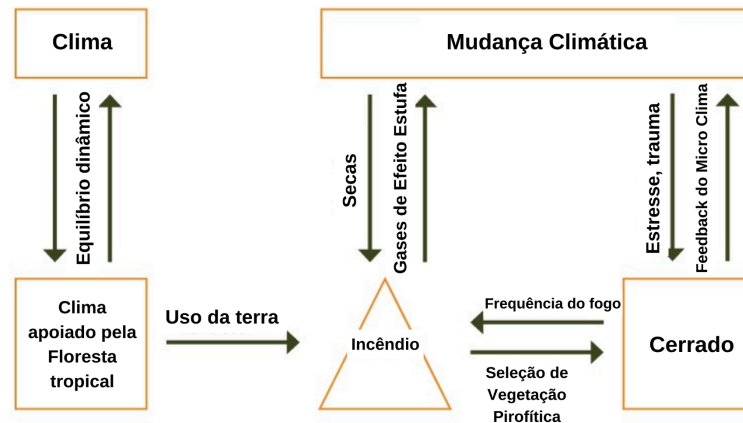 Clima
Mudança Climática
Equilíbrio dinâmico
Secas
Gases de Efeito Estufa
Estresse, trauma
Feedback do Micro Clima
Clima
apoiado pela
Floresta
tropical
Uso da terra
Incêndio
Frequência do fogo
Seleção de
Vegetação
Pirofítica
Cerrado